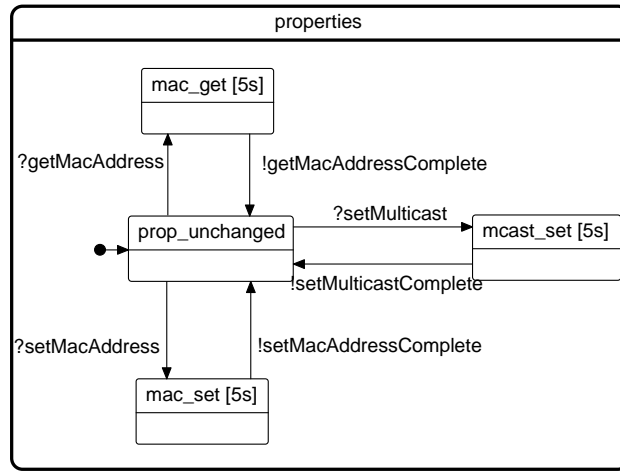 properties
mac_get [5s]
?getMacAddress
!getMacAddressComplete
?setMulticast
prop_unchanged
mcast_set [5s]
!setMulticastComplete
?setMacAddress
!setMacAddressComplete
mac_set [5s]